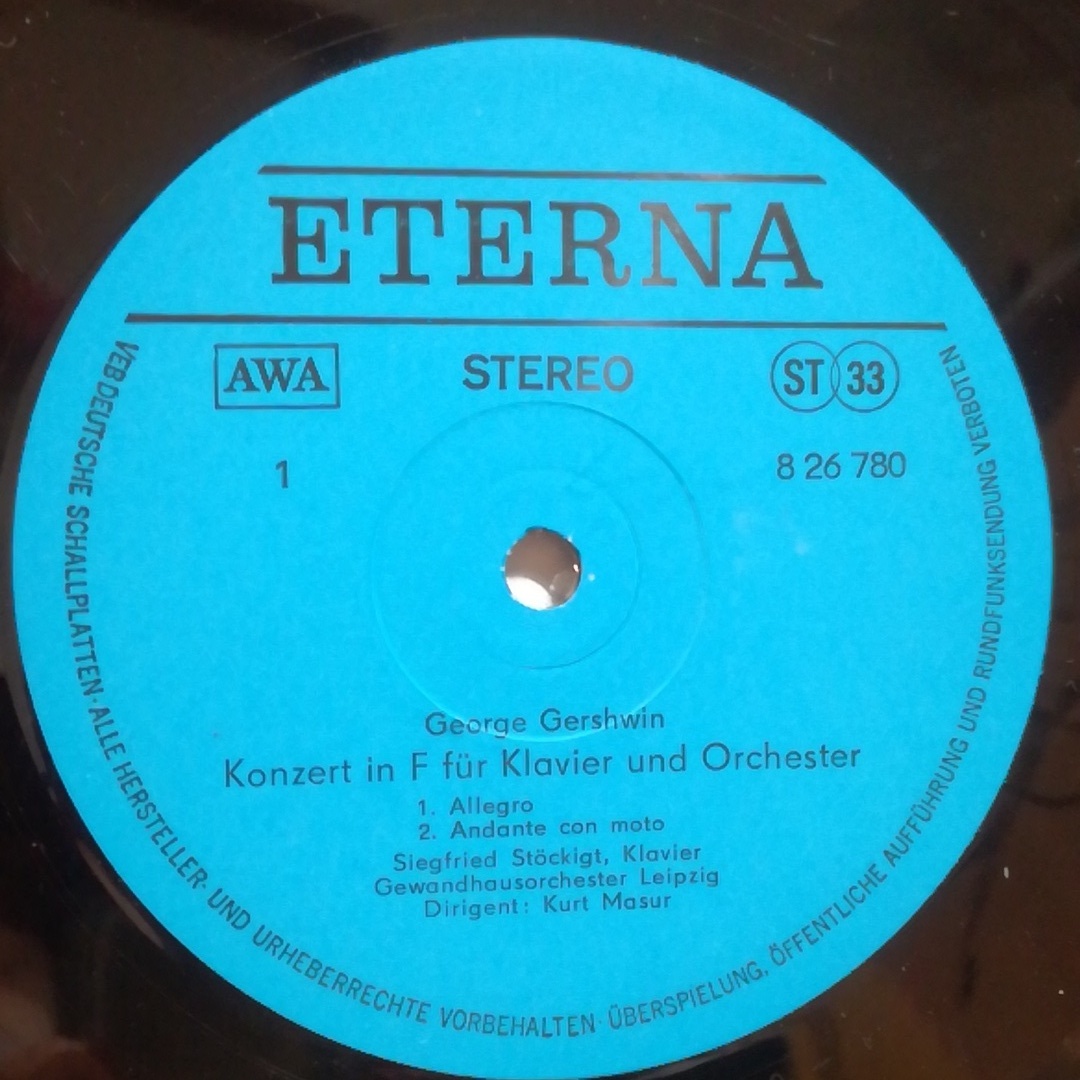 ETERNA
AWA
STEREO
ST 33
1
8 26 780
George Gershwin
Konzert in F für Klavier und Orchester
1. Allegro
2. Andante con moto
Siegfried Stöckigt, Klavier
Gewandhausorchester Leipzig
Dirigent: Kurt Masur
VEB DEUTSCHE SCHALLPLATTEN · ALLE HERSTELLER- UND URHEBERRECHTE VORBEHALTEN · ÜBERSPIELUNG, ÖFFENTLICHE AUFFÜHRUNG UND RUNDFUNKSENDUNG VERBOTEN